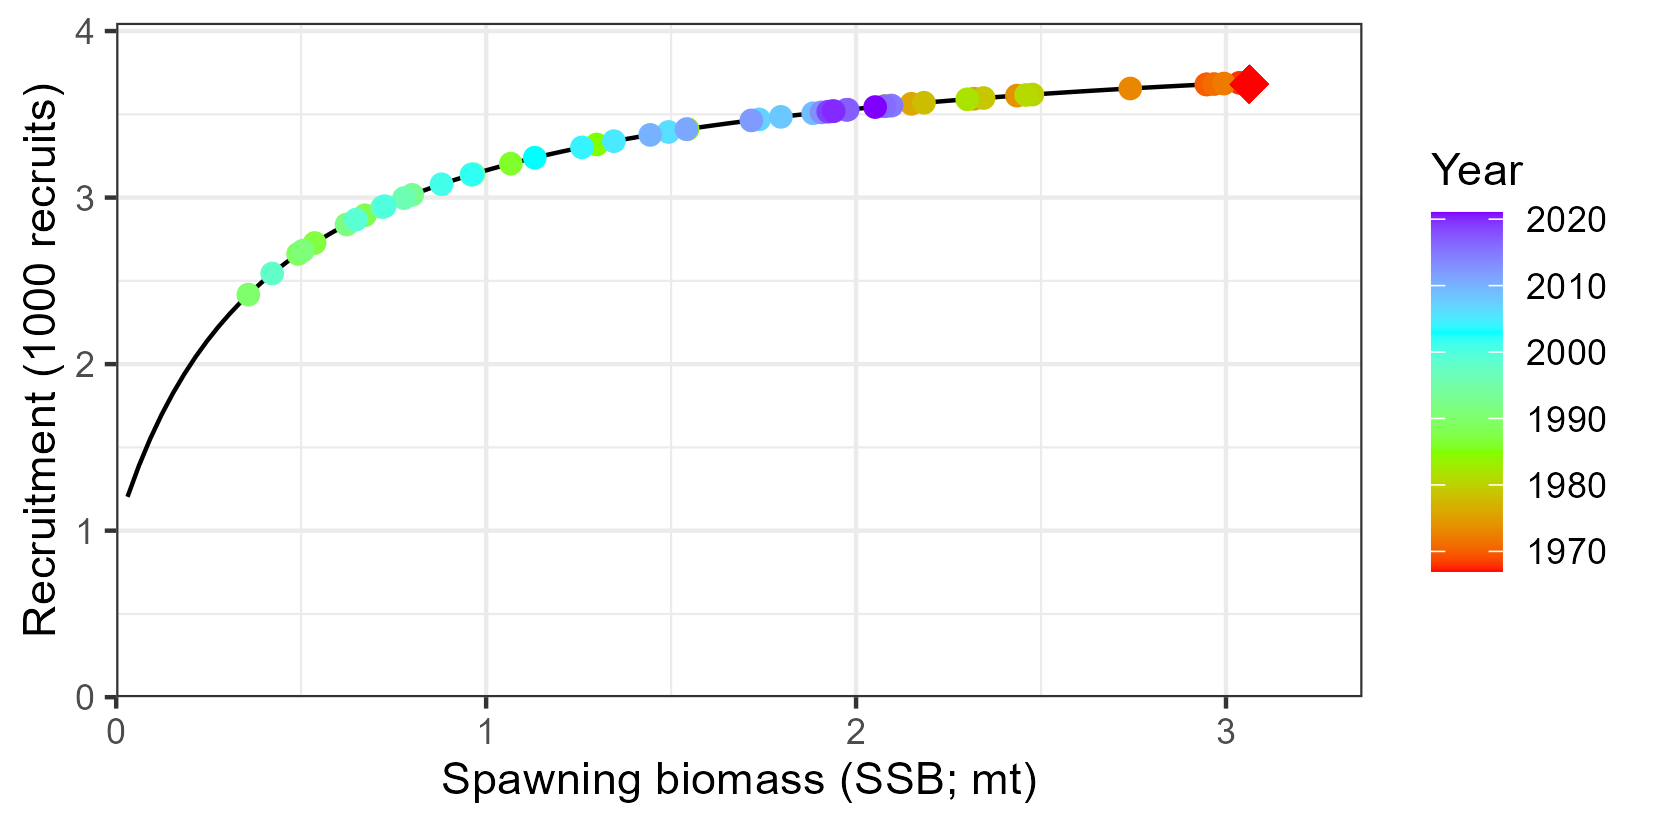 4
3
2
1
0
0 1 2 3
Recruitment (1000 recruits)
Spawning biomass (SSB; mt)
Year
2020
2010
2000
1990
1980
1970